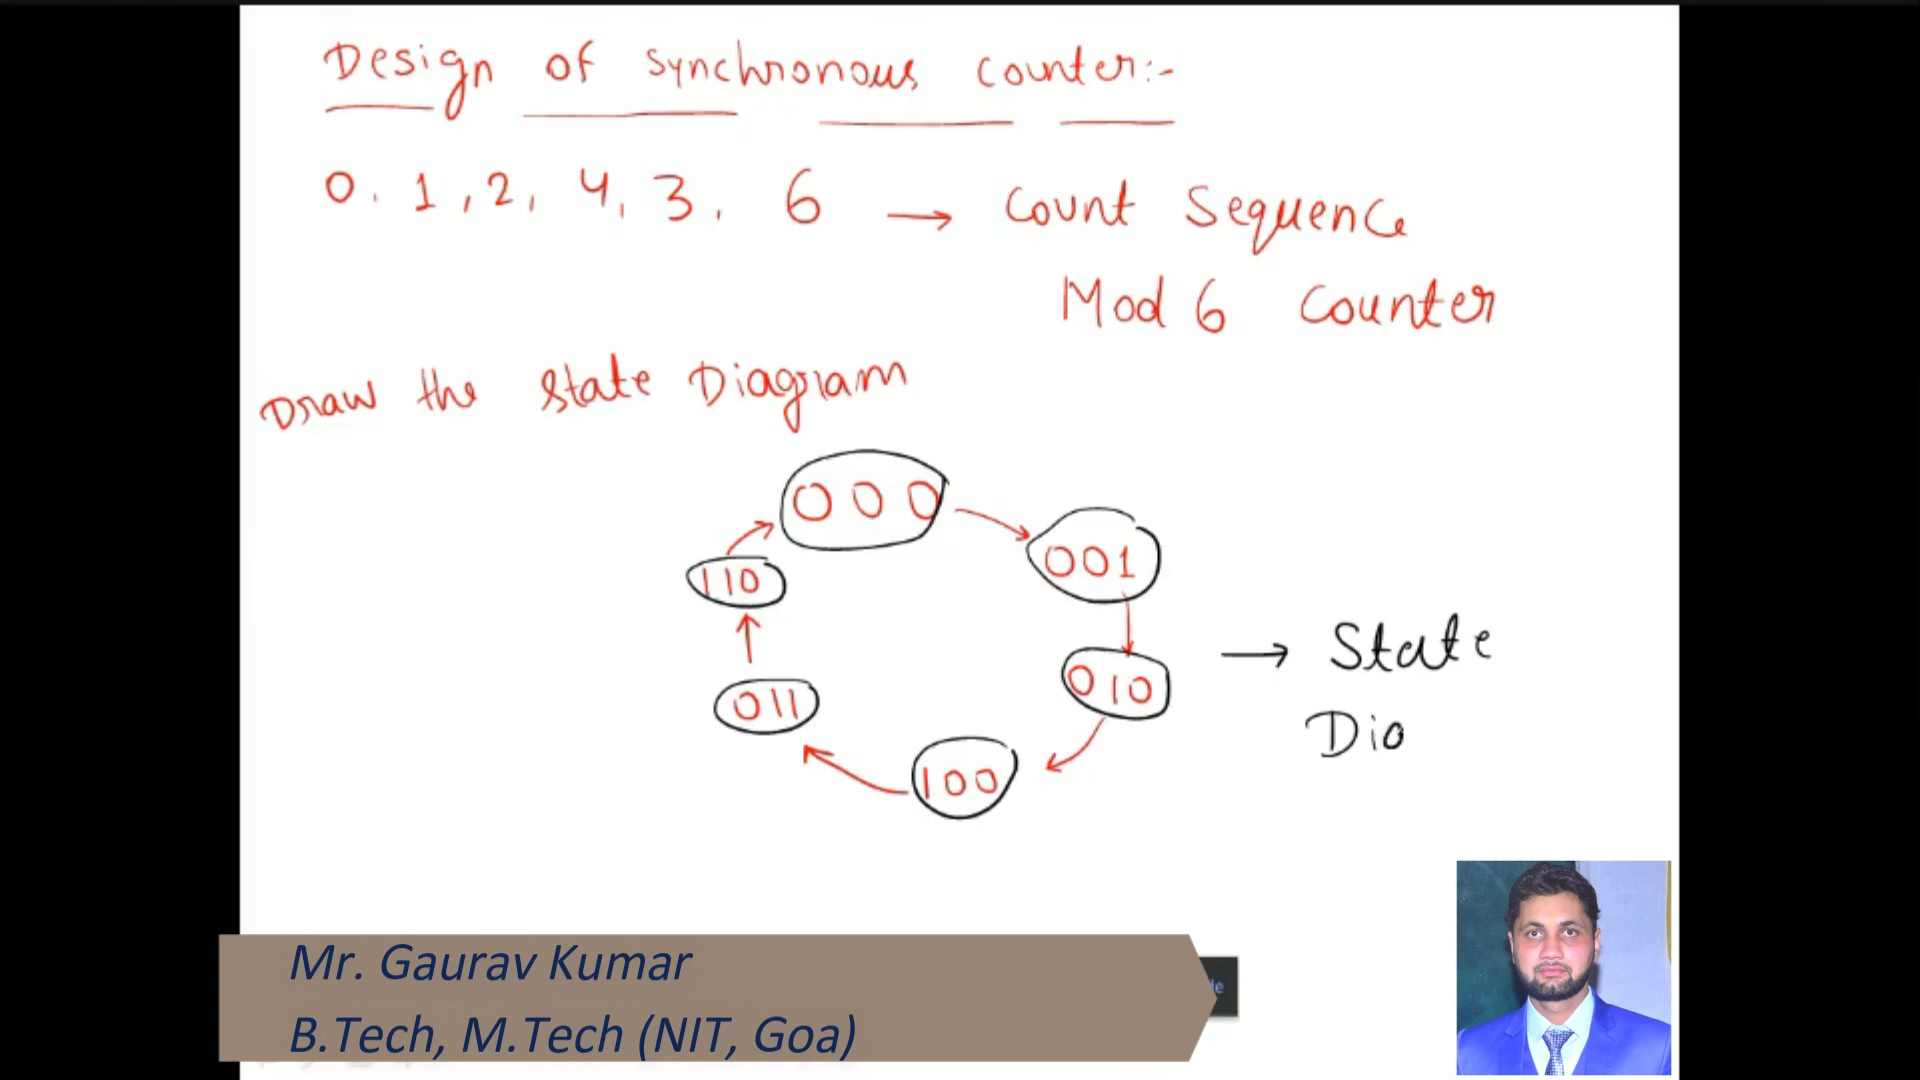 Design of Synchronous Counter:-
0, 1, 2, 4, 3, 6 → Count Sequence
Mod 6 Counter
Draw the State Diagram
000
001
110
010
011
100
→ State
Dia
Mr. Gaurav Kumar
B.Tech, M.Tech (NIT, Goa)